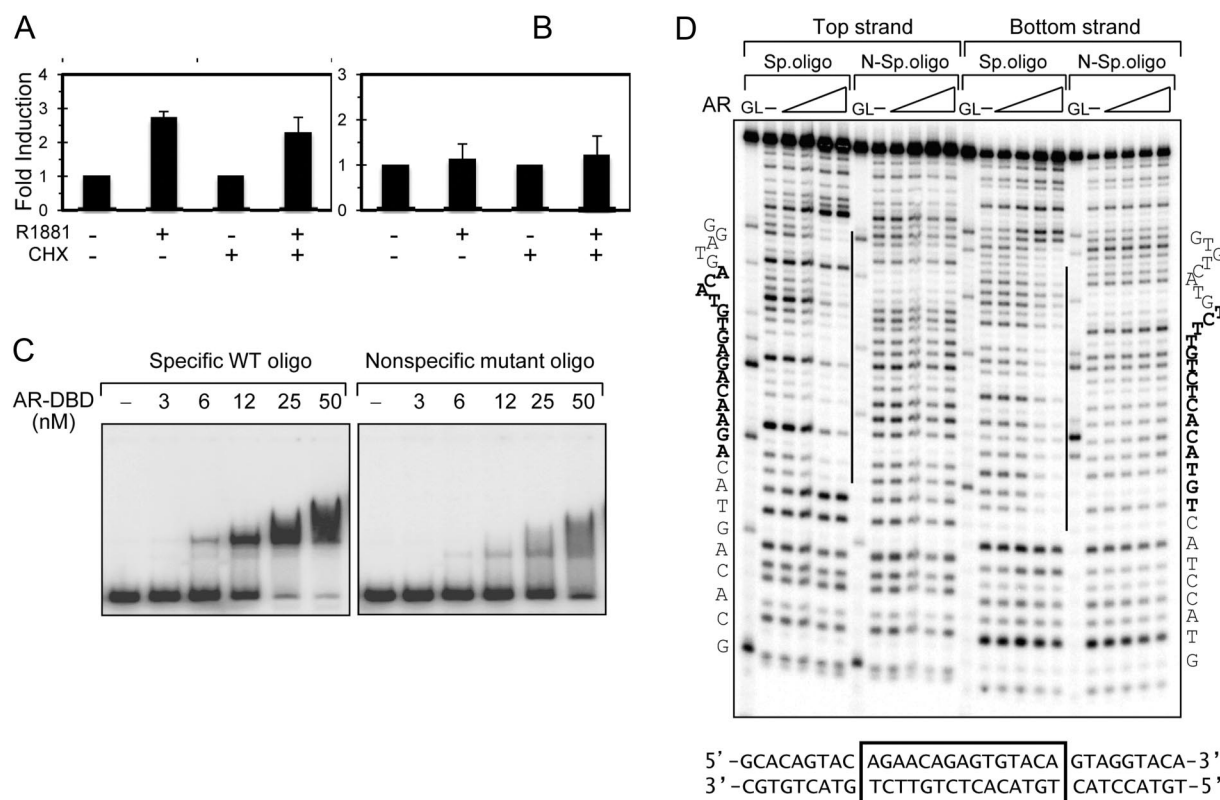 A
B
Fold Induction
4
3
2
1
0
3
2
1
0
R1881
- + - + - + - +
CHX
- - + + - - + +
C
Specific WT oligo
Nonspecific mutant oligo
AR-DBD
(nM)
– 3 6 12 25 50
– 3 6 12 25 50
D
Top strand
Bottom strand
Sp.oligo
N-Sp.oligo
Sp.oligo
N-Sp.oligo
AR
GL – GL – GL – GL –
GGATGACATGTGAGACAAGACATGACACG
GTGTCATGTCTTGTCTCACATGTCATCCATG
5'-GCACAGTAC AGAACAGAGTGTACA GTAGGTACA-3'
3'-CGTGTCATG TCTTGTCTCACATGT CATCCATGT-5'